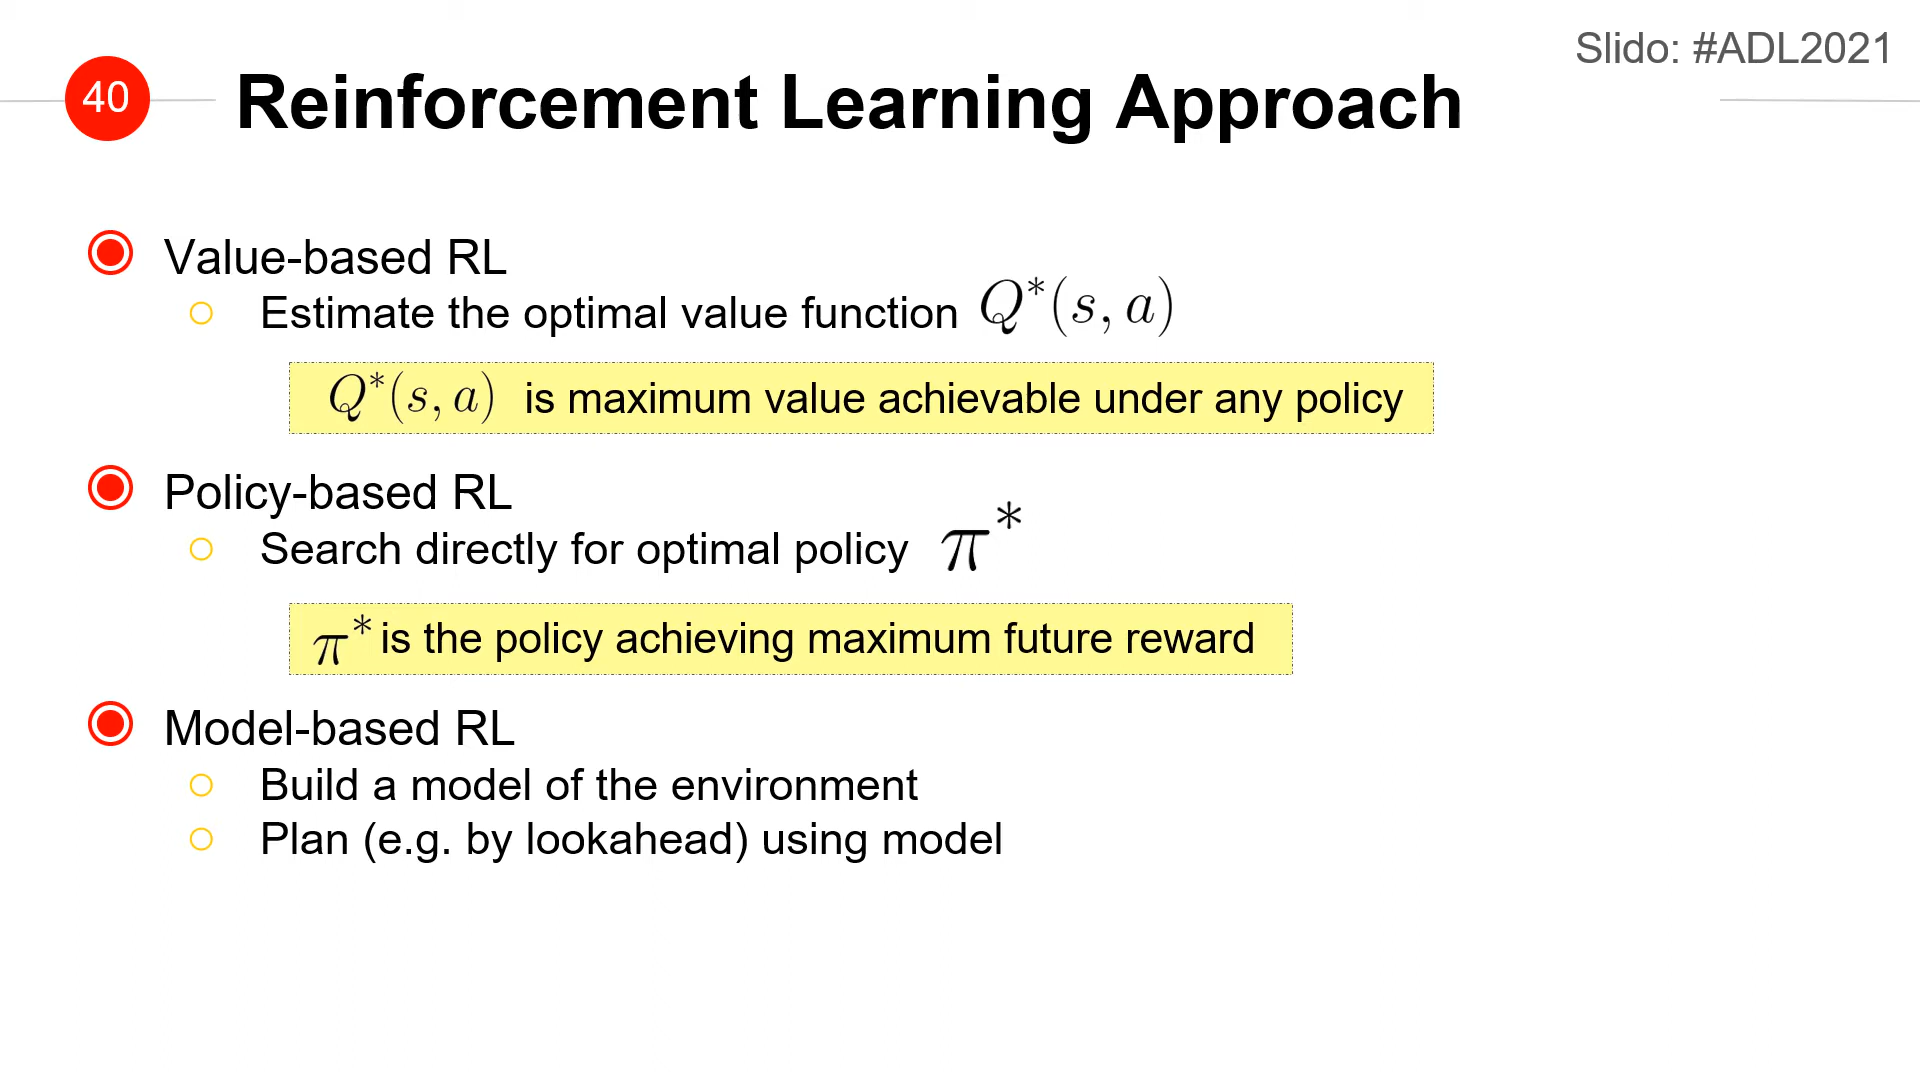 Slido: #ADL2021
40
Reinforcement Learning Approach
Value-based RL
Estimate the optimal value function Q*(s, a)
Q*(s, a) is maximum value achievable under any policy
Policy-based RL
Search directly for optimal policy π*
π* is the policy achieving maximum future reward
Model-based RL
Build a model of the environment
Plan (e.g. by lookahead) using model